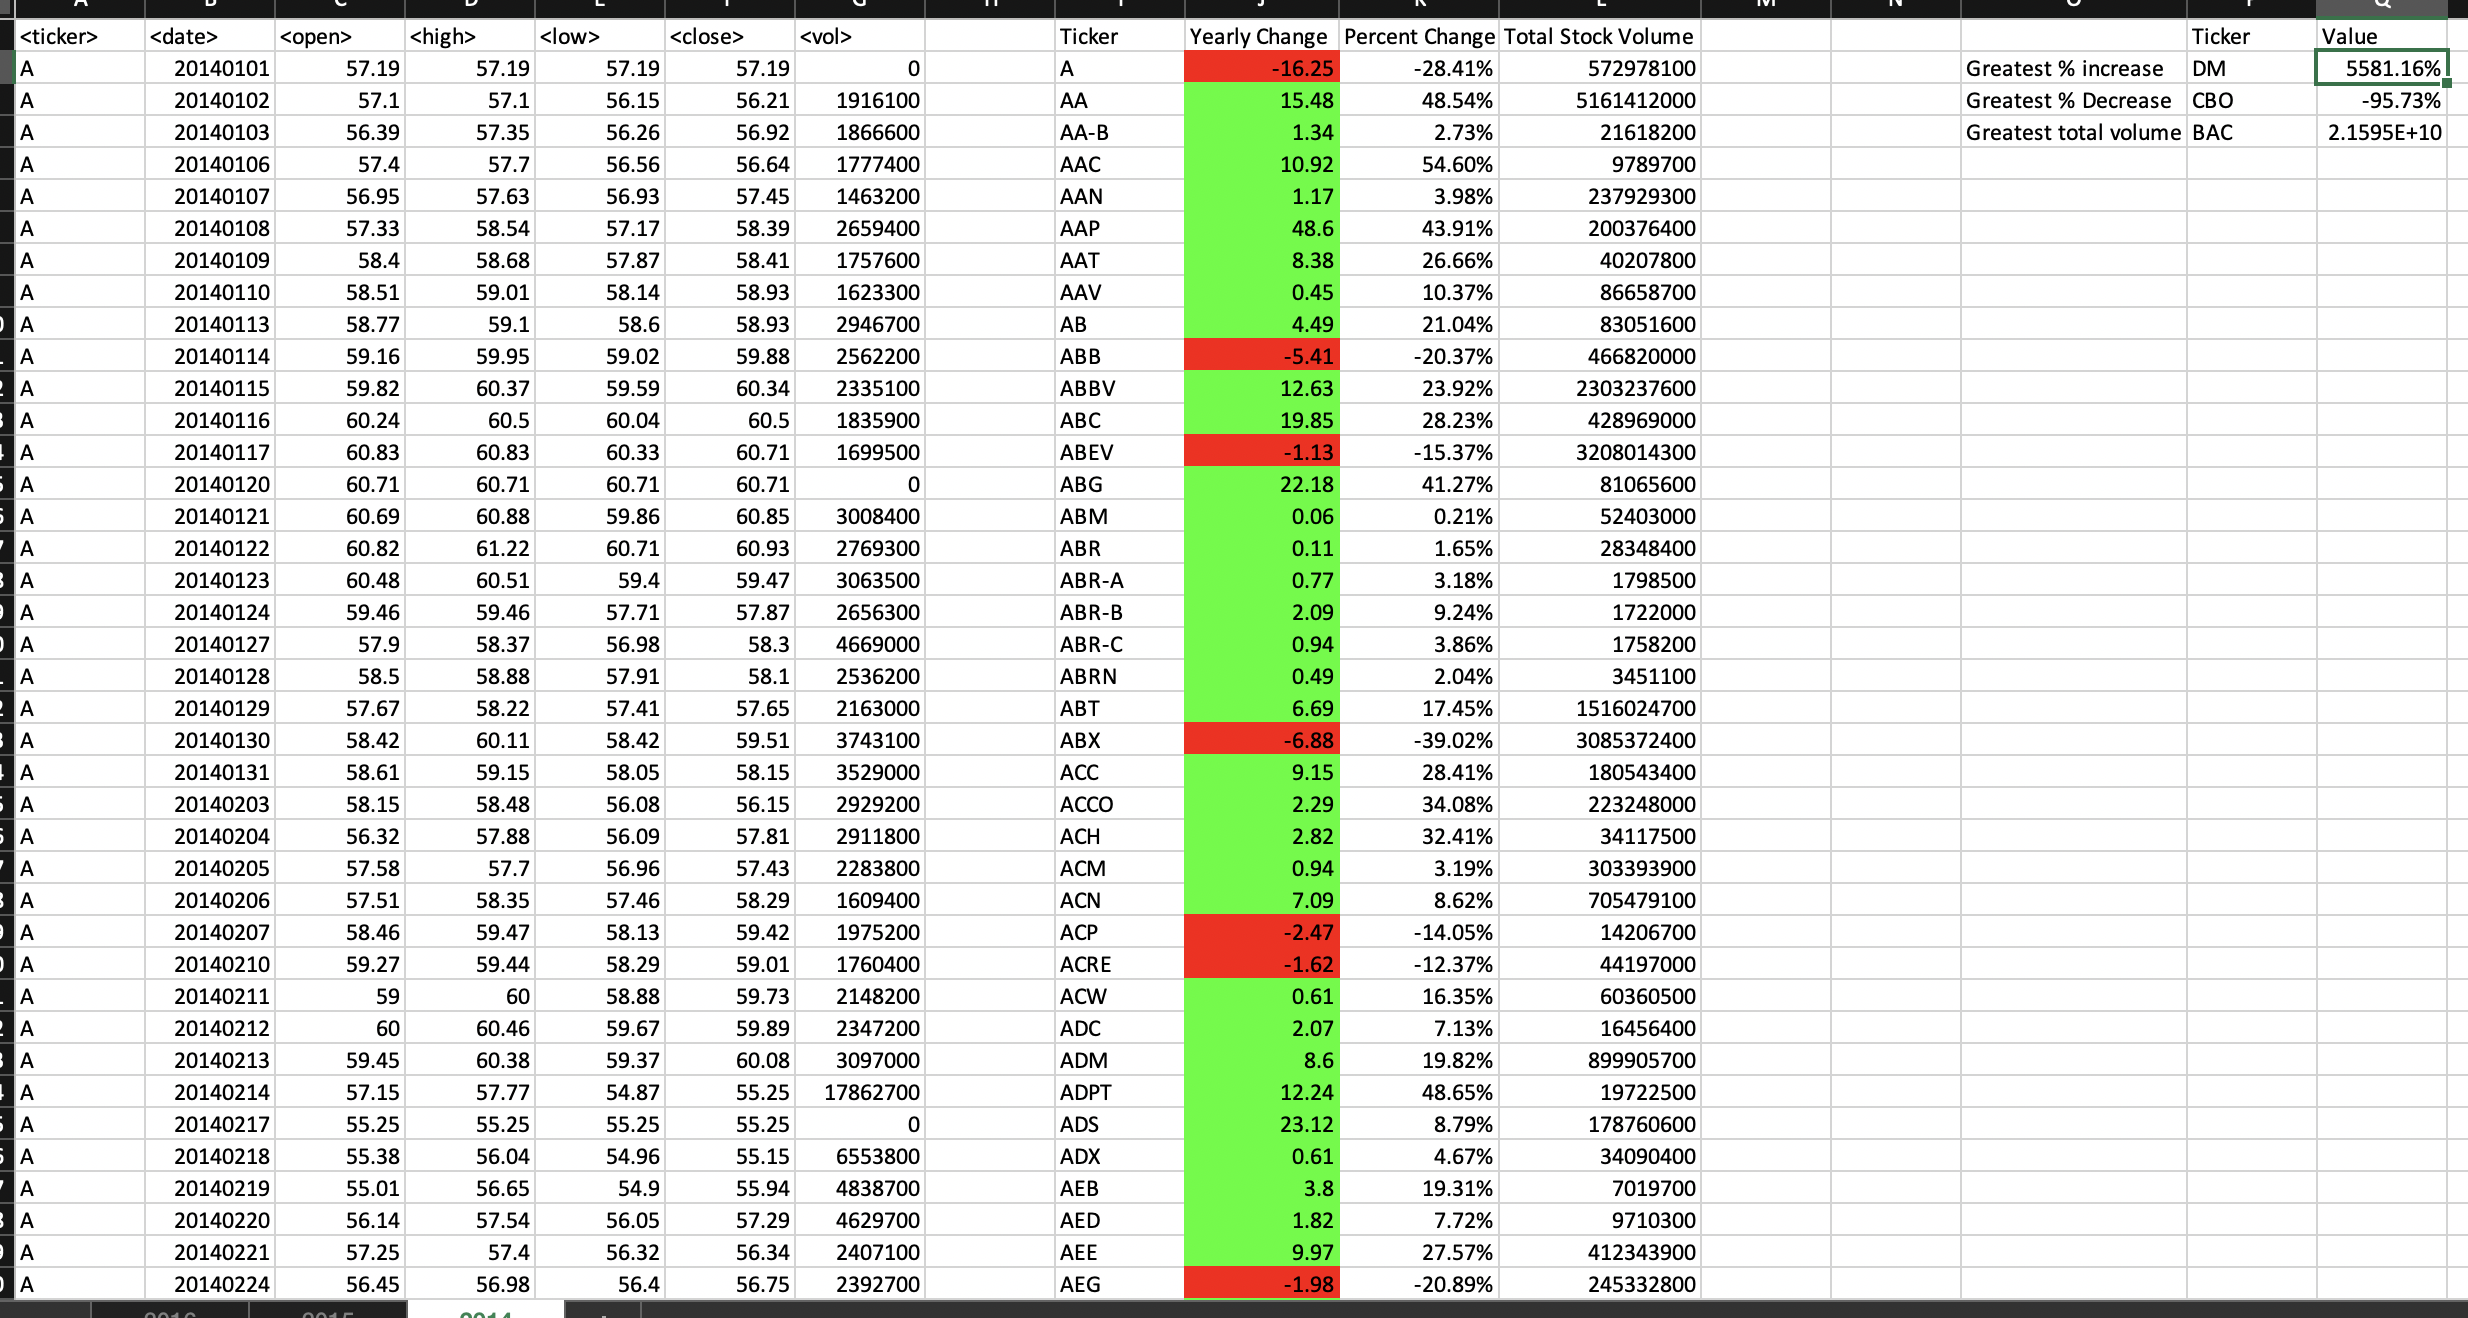 <ticker> <date> <open> <high> <low> <close> <vol> Ticker Yearly Change Percent Change Total Stock Volume Ticker Value
A 20140101 57.19 57.19 57.19 57.19 0 A -16.25 -28.41% 572978100 Greatest % increase DM 5581.16%
A 20140102 57.1 57.1 56.15 56.21 1916100 AA 15.48 48.54% 5161412000 Greatest % Decrease CBO -95.73%
A 20140103 56.39 57.35 56.26 56.92 1866600 AA-B 1.34 2.73% 21618200 Greatest total volume BAC 2.1595E+10
A 20140106 57.4 57.7 56.56 56.64 1777400 AAC 10.92 54.60% 9789700
A 20140107 56.95 57.63 56.93 57.45 1463200 AAN 1.17 3.98% 237929300
A 20140108 57.33 58.54 57.17 58.39 2659400 AAP 48.6 43.91% 200376400
A 20140109 58.4 58.68 57.87 58.41 1757600 AAT 8.38 26.66% 40207800
A 20140110 58.51 59.01 58.14 58.93 1623300 AAV 0.45 10.37% 86658700
A 20140113 58.77 59.1 58.6 58.93 2946700 AB 4.49 21.04% 83051600
A 20140114 59.16 59.95 59.02 59.88 2562200 ABB -5.41 -20.37% 466820000
A 20140115 59.82 60.37 59.59 60.34 2335100 ABBV 12.63 23.92% 2303237600
A 20140116 60.24 60.5 60.04 60.5 1835900 ABC 19.85 28.23% 428969000
A 20140117 60.83 60.83 60.33 60.71 1699500 ABEV -1.13 -15.37% 3208014300
A 20140120 60.71 60.71 60.71 60.71 0 ABG 22.18 41.27% 81065600
A 20140121 60.69 60.88 59.86 60.85 3008400 ABM 0.06 0.21% 52403000
A 20140122 60.82 61.22 60.71 60.93 2769300 ABR 0.11 1.65% 28348400
A 20140123 60.48 60.51 59.4 59.47 3063500 ABR-A 0.77 3.18% 1798500
A 20140124 59.46 59.46 57.71 57.87 2656300 ABR-B 2.09 9.24% 1722000
A 20140127 57.9 58.37 56.98 58.3 4669000 ABR-C 0.94 3.86% 1758200
A 20140128 58.5 58.88 57.91 58.1 2536200 ABRN 0.49 2.04% 3451100
A 20140129 57.67 58.22 57.41 57.65 2163000 ABT 6.69 17.45% 1516024700
A 20140130 58.42 60.11 58.42 59.51 3743100 ABX -6.88 -39.02% 3085372400
A 20140131 58.61 59.15 58.05 58.15 3529000 ACC 9.15 28.41% 180543400
A 20140203 58.15 58.48 56.08 56.15 2929200 ACCO 2.29 34.08% 223248000
A 20140204 56.32 57.88 56.09 57.81 2911800 ACH 2.82 32.41% 34117500
A 20140205 57.58 57.7 56.96 57.43 2283800 ACM 0.94 3.19% 303393900
A 20140206 57.51 58.35 57.46 58.29 1609400 ACN 7.09 8.62% 705479100
A 20140207 58.46 59.47 58.13 59.42 1975200 ACP -2.47 -14.05% 14206700
A 20140210 59.27 59.44 58.29 59.01 1760400 ACRE -1.62 -12.37% 44197000
A 20140211 59 60 58.88 59.73 2148200 ACW 0.61 16.35% 60360500
A 20140212 60 60.46 59.67 59.89 2347200 ADC 2.07 7.13% 16456400
A 20140213 59.45 60.38 59.37 60.08 3097000 ADM 8.6 19.82% 899905700
A 20140214 57.15 57.77 54.87 55.25 17862700 ADPT 12.24 48.65% 19722500
A 20140217 55.25 55.25 55.25 55.25 0 ADS 23.12 8.79% 178760600
A 20140218 55.38 56.04 54.96 55.15 6553800 ADX 0.61 4.67% 34090400
A 20140219 55.01 56.65 54.9 55.94 4838700 AEB 3.8 19.31% 7019700
A 20140220 56.14 57.54 56.05 57.29 4629700 AED 1.82 7.72% 9710300
A 20140221 57.25 57.4 56.32 56.34 2407100 AEE 9.97 27.57% 412343900
A 20140224 56.45 56.98 56.4 56.75 2392700 AEG -1.98 -20.89% 245332800